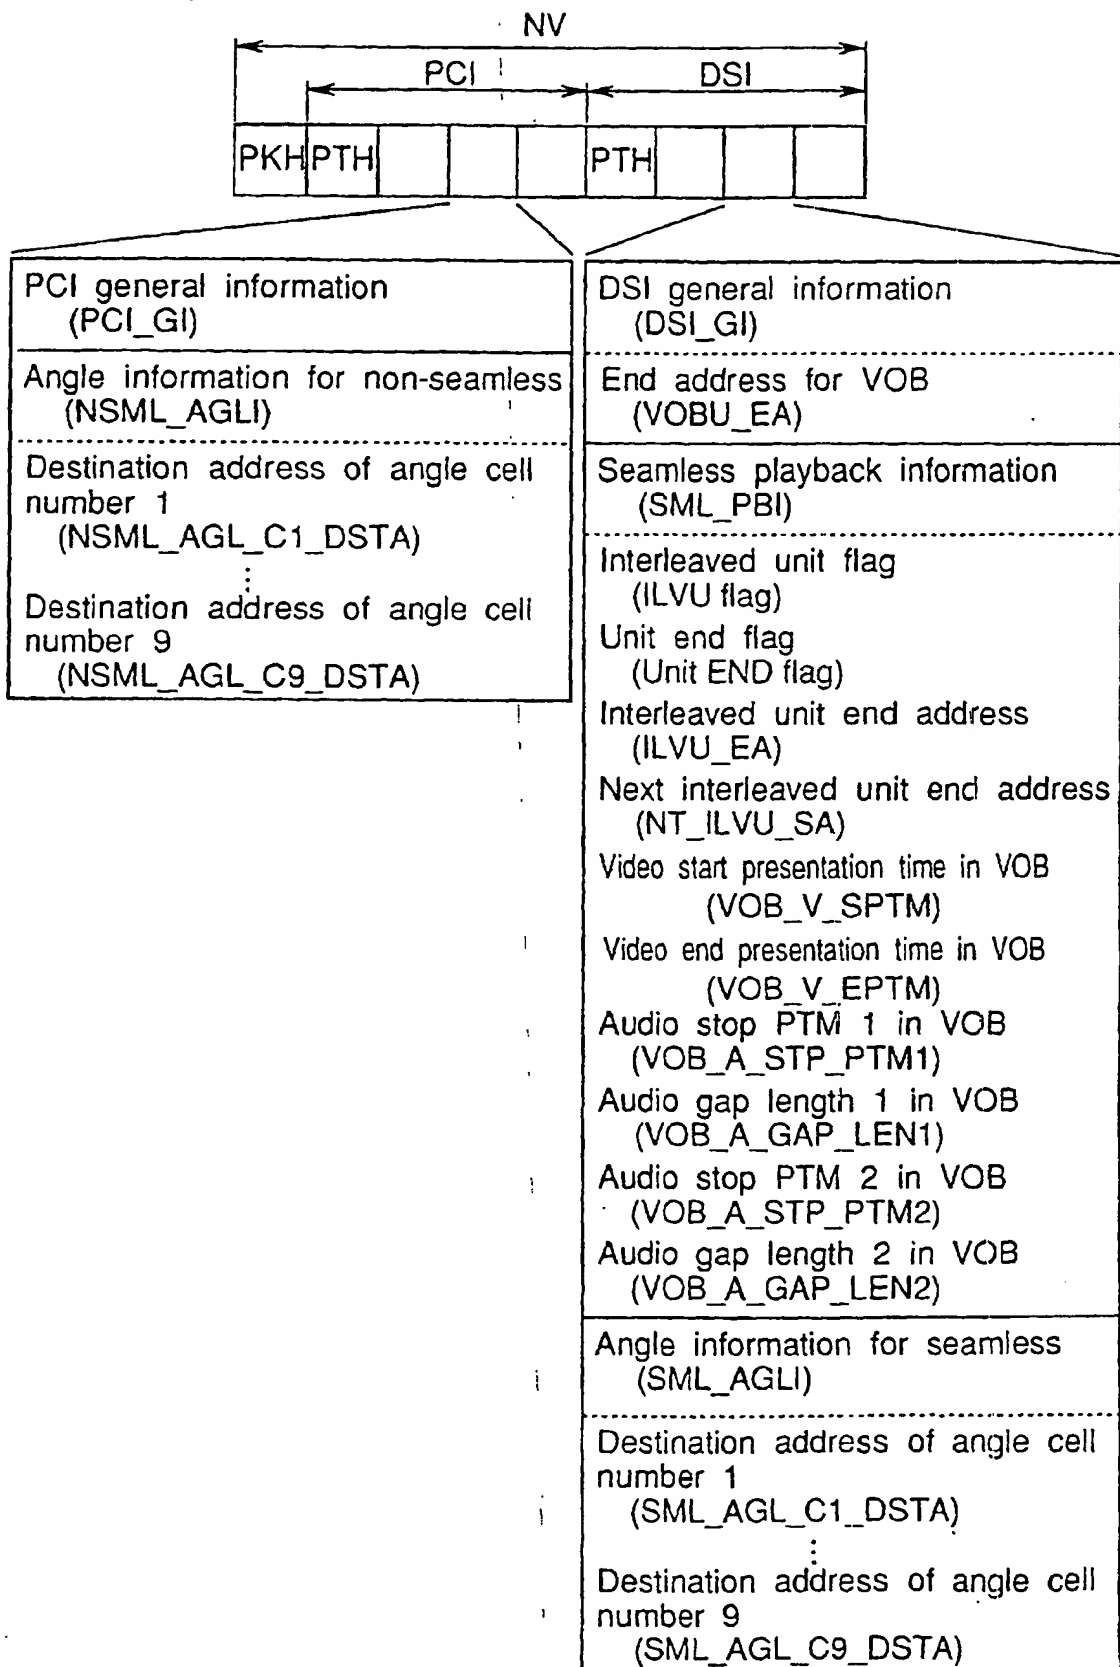 NV
PCI DSI
PKH PTH PTH
PCI general information
(PCI_GI)
Angle information for non-seamless
(NSML_AGLI)
Destination address of angle cell
number 1
(NSML_AGL_C1_DSTA)
⋮
Destination address of angle cell
number 9
(NSML_AGL_C9_DSTA)
DSI general information
(DSI_GI)
End address for VOB
(VOBU_EA)
Seamless playback information
(SML_PBI)
Interleaved unit flag
(ILVU flag)
Unit end flag
(Unit END flag)
Interleaved unit end address
(ILVU_EA)
Next interleaved unit end address
(NT_ILVU_SA)
Video start presentation time in VOB
(VOB_V_SPTM)
Video end presentation time in VOB
(VOB_V_EPTM)
Audio stop PTM 1 in VOB
(VOB_A_STP_PTM1)
Audio gap length 1 in VOB
(VOB_A_GAP_LEN1)
Audio stop PTM 2 in VOB
(VOB_A_STP_PTM2)
Audio gap length 2 in VOB
(VOB_A_GAP_LEN2)
Angle information for seamless
(SML_AGLI)
Destination address of angle cell
number 1
(SML_AGL_C1_DSTA)
⋮
Destination address of angle cell
number 9
(SML_AGL_C9_DSTA)